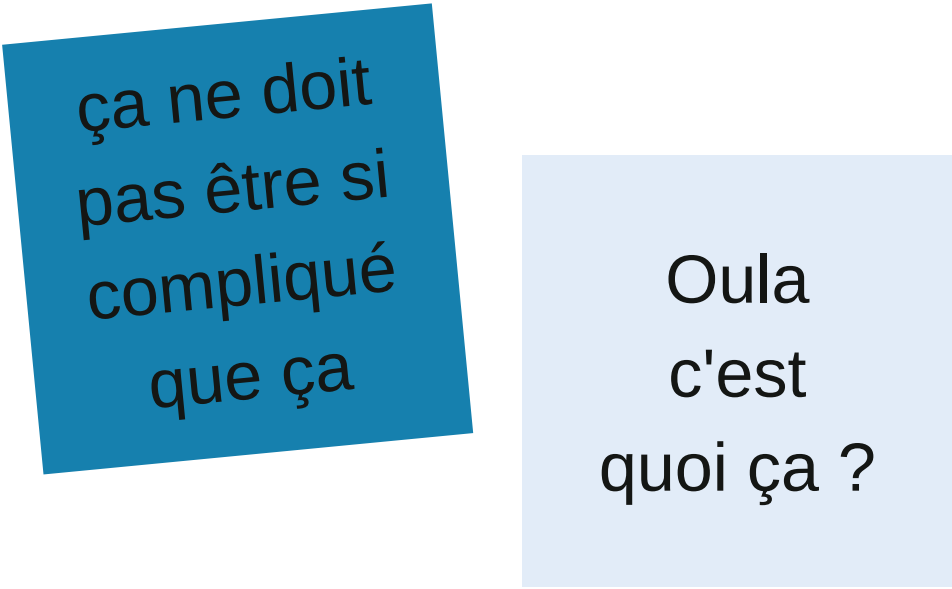 ça ne doit
pas être si
compliqué
que ça
Oula
c'est
quoi ça ?